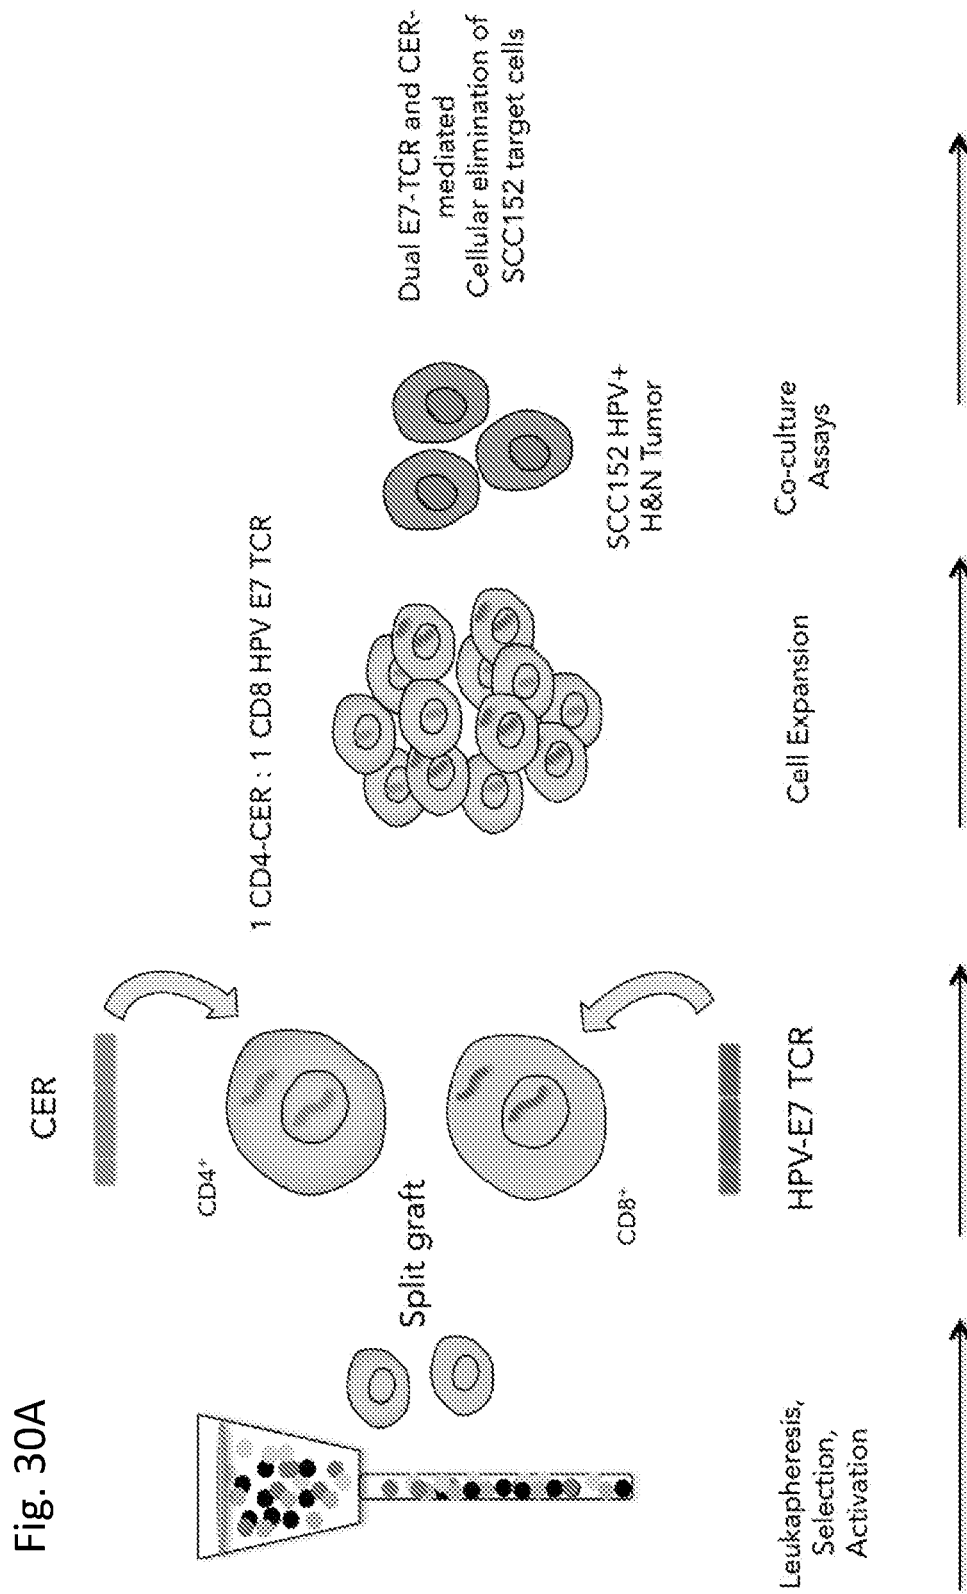 Fig. 30A
Leukapheresis,
Selection,
Activation
Split graft
CER
CD4+
CD8+
HPV-E7 TCR
1 CD4-CER : 1 CD8 HPV E7 TCR
Cell Expansion
SCC152 HPV+
H&N Tumor
Co-culture
Assays
Dual E7-TCR and CER-
mediated
Cellular elimination of
SCC152 target cells